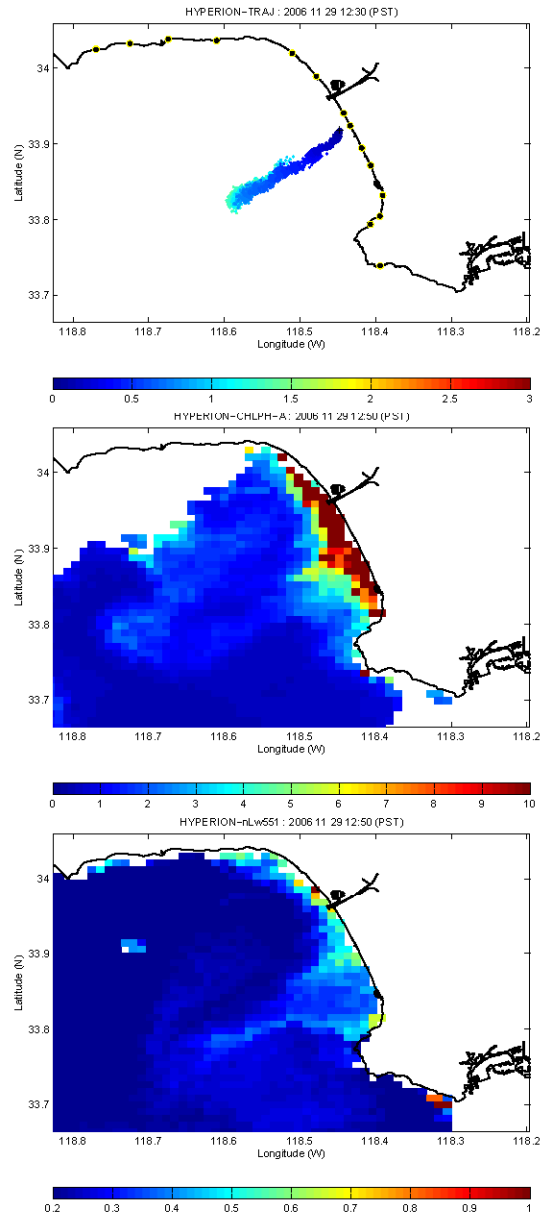 HYPERION-TRAJ : 2006 11 29 12:30 (PST)
34
33.9
33.8
33.7
Latitude (N)
118.8 118.7 118.6 118.5 118.4 118.3 118.2
Longitude (W)
0 0.5 1 1.5 2 2.5 3
HYPERION-CHLPH-A : 2006 11 29 12:50 (PST)
34
33.9
33.8
33.7
Latitude (N)
118.8 118.7 118.6 118.5 118.4 118.3 118.2
Longitude (W)
0 1 2 3 4 5 6 7 8 9 10
HYPERION-nLw551 : 2006 11 29 12:50 (PST)
34
33.9
33.8
33.7
Latitude (N)
118.8 118.7 118.6 118.5 118.4 118.3 118.2
Longitude (W)
0.2 0.3 0.4 0.5 0.6 0.7 0.8 0.9 1